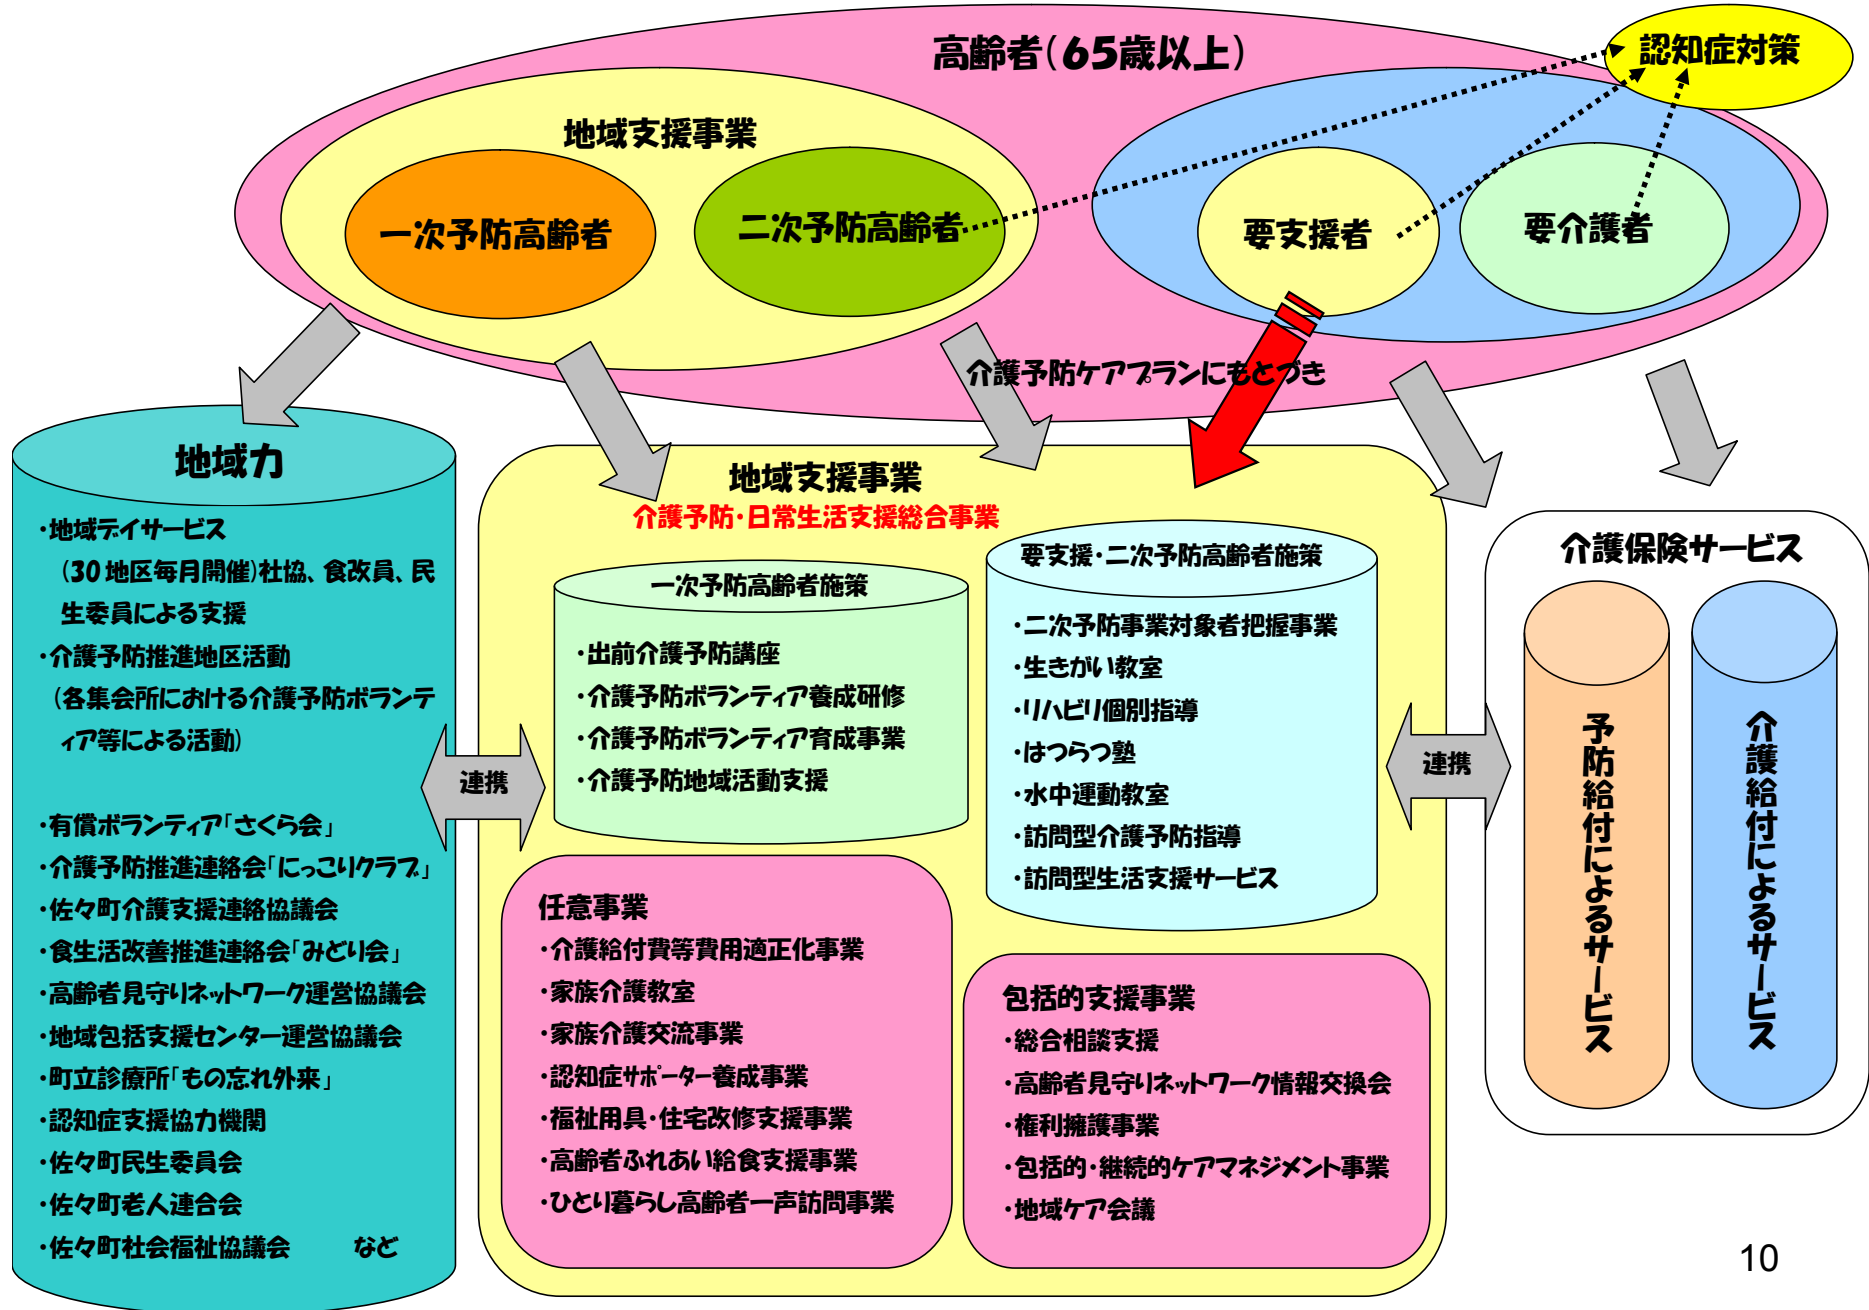 高齢者(65歳以上)
認知症対策
地域支援事業
一次予防高齢者
二次予防高齢者
要支援者
要介護者
介護予防ケアプランにもとづき
地域力
・地域デイサービス
(30地区毎月開催)社協、食改員、民
生委員による支援
・介護予防推進地区活動
(各集会所における介護予防ボランテ
ィア等による活動)
・有償ボランティア「さくら会」
・介護予防推進連絡会「にっこりクラブ」
・佐々町介護支援連絡協議会
・食生活改善推進連絡会「みどり会」
・高齢者見守りネットワーク運営協議会
・地域包括支援センター運営協議会
・町立診療所「もの忘れ外来」
・認知症支援協力機関
・佐々町民生委員会
・佐々町老人連合会
・佐々町社会福祉協議会 など
連携
地域支援事業
介護予防・日常生活支援総合事業
一次予防高齢者施策
・出前介護予防講座
・介護予防ボランティア養成研修
・介護予防ボランティア育成事業
・介護予防地域活動支援
要支援・二次予防高齢者施策
・二次予防事業対象者把握事業
・生きがい教室
・リハビリ個別指導
・はつらつ塾
・水中運動教室
・訪問型介護予防指導
・訪問型生活支援サービス
任意事業
・介護給付費等費用適正化事業
・家族介護教室
・家族介護交流事業
・認知症サポーター養成事業
・福祉用具・住宅改修支援事業
・高齢者ふれあい給食支援事業
・ひとり暮らし高齢者一声訪問事業
包括的支援事業
・総合相談支援
・高齢者見守りネットワーク情報交換会
・権利擁護事業
・包括的・継続的ケアマネジメント事業
・地域ケア会議
連携
介護保険サービス
予防給付によるサービス
介護給付によるサービス
10